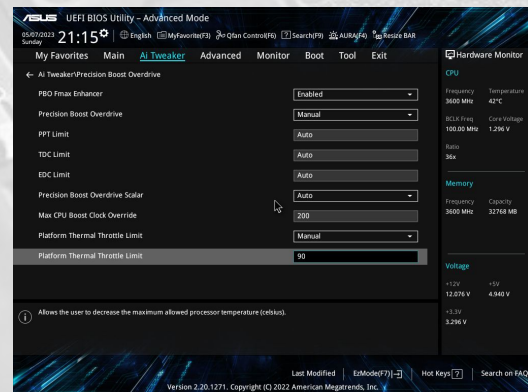 ASUS UEFI BIOS Utility – Advanced Mode
05/07/2023 Sunday 21:15 English MyFavorite(F3) Qfan Control(F6) ? Search(F9) AURA(F4) Resize BAR
My Favorites Main Ai Tweaker Advanced Monitor Boot Tool Exit
Hardware Monitor
← Ai Tweaker\Precision Boost Overdrive
PBO Fmax Enhancer Enabled
Precision Boost Overdrive Manual
PPT Limit Auto
TDC Limit Auto
EDC Limit Auto
Precision Boost Overdrive Scalar Auto
Max CPU Boost Clock Override 200
Platform Thermal Throttle Limit Manual
Platform Thermal Throttle Limit 90
CPU
Frequency Temperature
3600 MHz 42°C
BCLK Freq Core Voltage
100.00 MHz 1.296 V
Ratio
36x
Memory
Frequency Capacity
3600 MHz 32768 MB
Voltage
+12V +5V
12.076 V 4.940 V
+3.3V
3.296 V
i Allows the user to decrease the maximum allowed processor temperature (celsius).
Last Modified EzMode(F7) Hot Keys ? Search on FAQ
Version 2.20.1271. Copyright (C) 2022 American Megatrends, Inc.